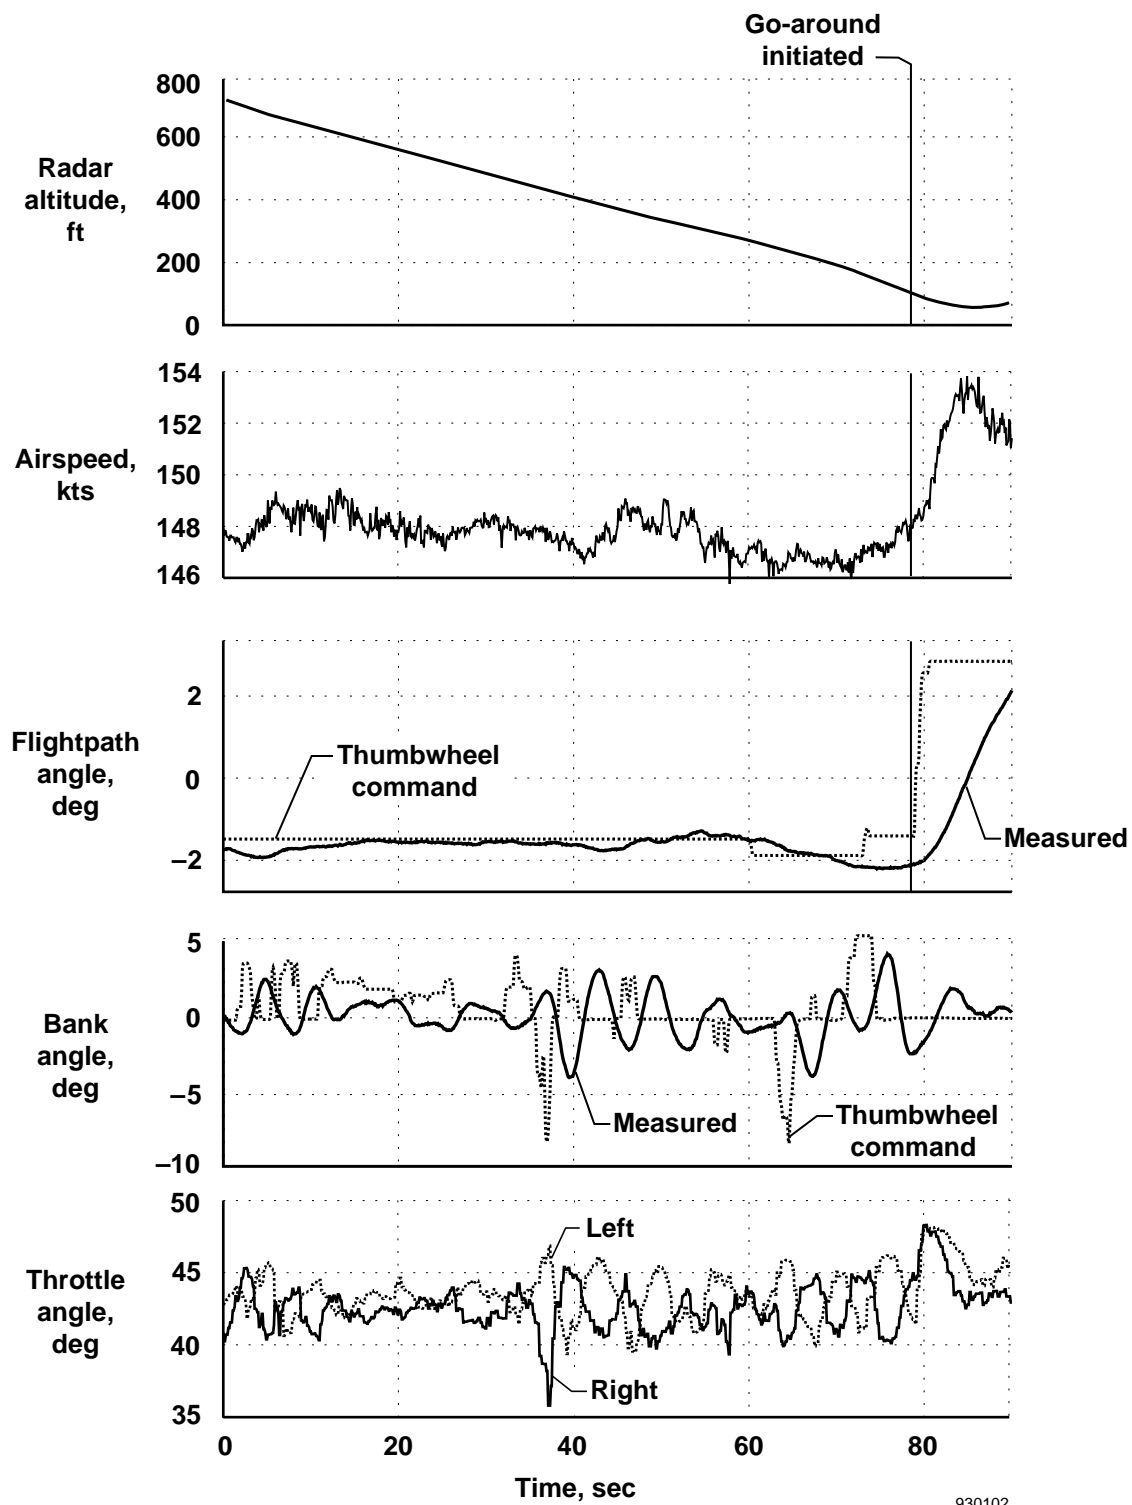 Go-around
initiated
800
600
400
200
0
Radar
altitude,
ft
154
152
150
148
146
Airspeed,
kts
2
0
–2
Flightpath
angle,
deg
Thumbwheel
command
Measured
5
0
–5
–10
Bank
angle,
deg
Measured
Thumbwheel
command
50
45
40
35
Throttle
angle,
deg
Left
Right
0 20 40 60 80
Time, sec
930102